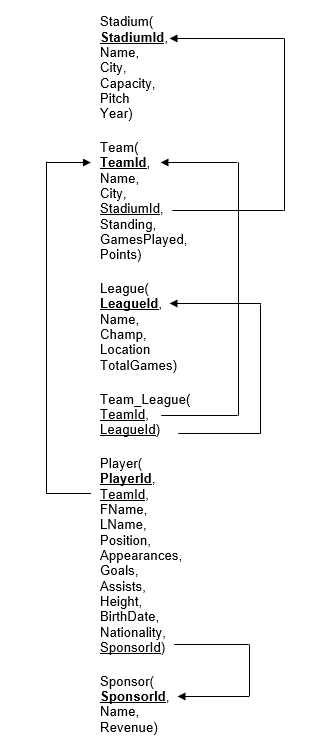 Stadium(
StadiumId,
Name,
City,
Capacity,
Pitch
Year)
Team(
TeamId,
Name,
City,
StadiumId,
Standing,
GamesPlayed,
Points)
League(
LeagueId,
Name,
Champ,
Location
TotalGames)
Team_League(
TeamId,
LeagueId)
Player(
PlayerId,
TeamId,
FName,
LName,
Position,
Appearances,
Goals,
Assists,
Height,
BirthDate,
Nationality,
SponsorId)
Sponsor(
SponsorId,
Name,
Revenue)